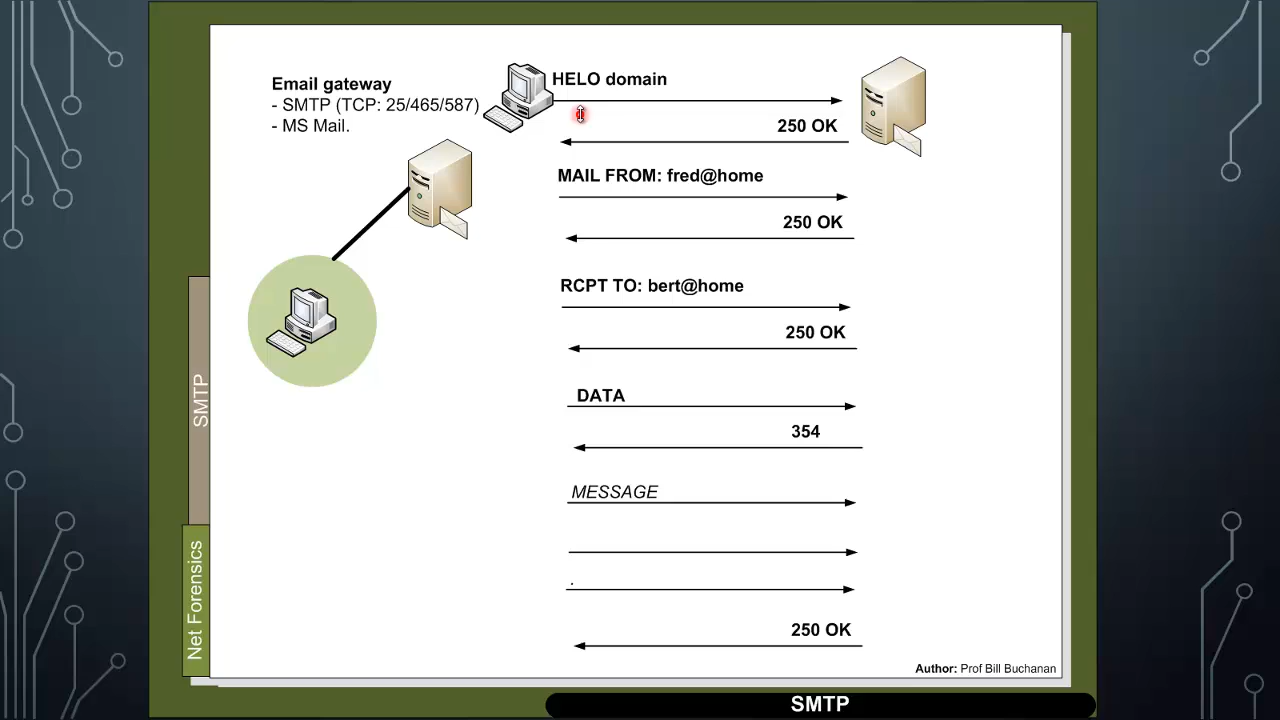 Email gateway
- SMTP (TCP: 25/465/587)
- MS Mail.
HELO domain
250 OK
MAIL FROM: fred@home
250 OK
RCPT TO: bert@home
250 OK
DATA
354
MESSAGE
.
250 OK
SMTP
Net Forensics
Author: Prof Bill Buchanan
SMTP